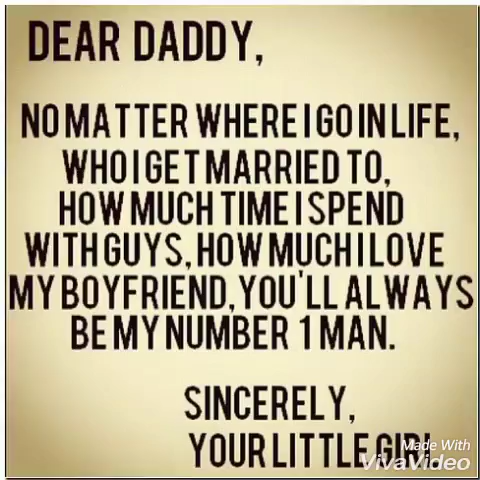 DEAR DADDY,
NO MATTER WHERE I GO IN LIFE,
WHO I GET MARRIED TO,
HOW MUCH TIME I SPEND
WITH GUYS, HOW MUCH I LOVE
MY BOYFRIEND, YOU'LL ALWAYS
BE MY NUMBER 1 MAN.
SINCERELY,
YOUR LITTLE GIRL
Made With
VivaVideo